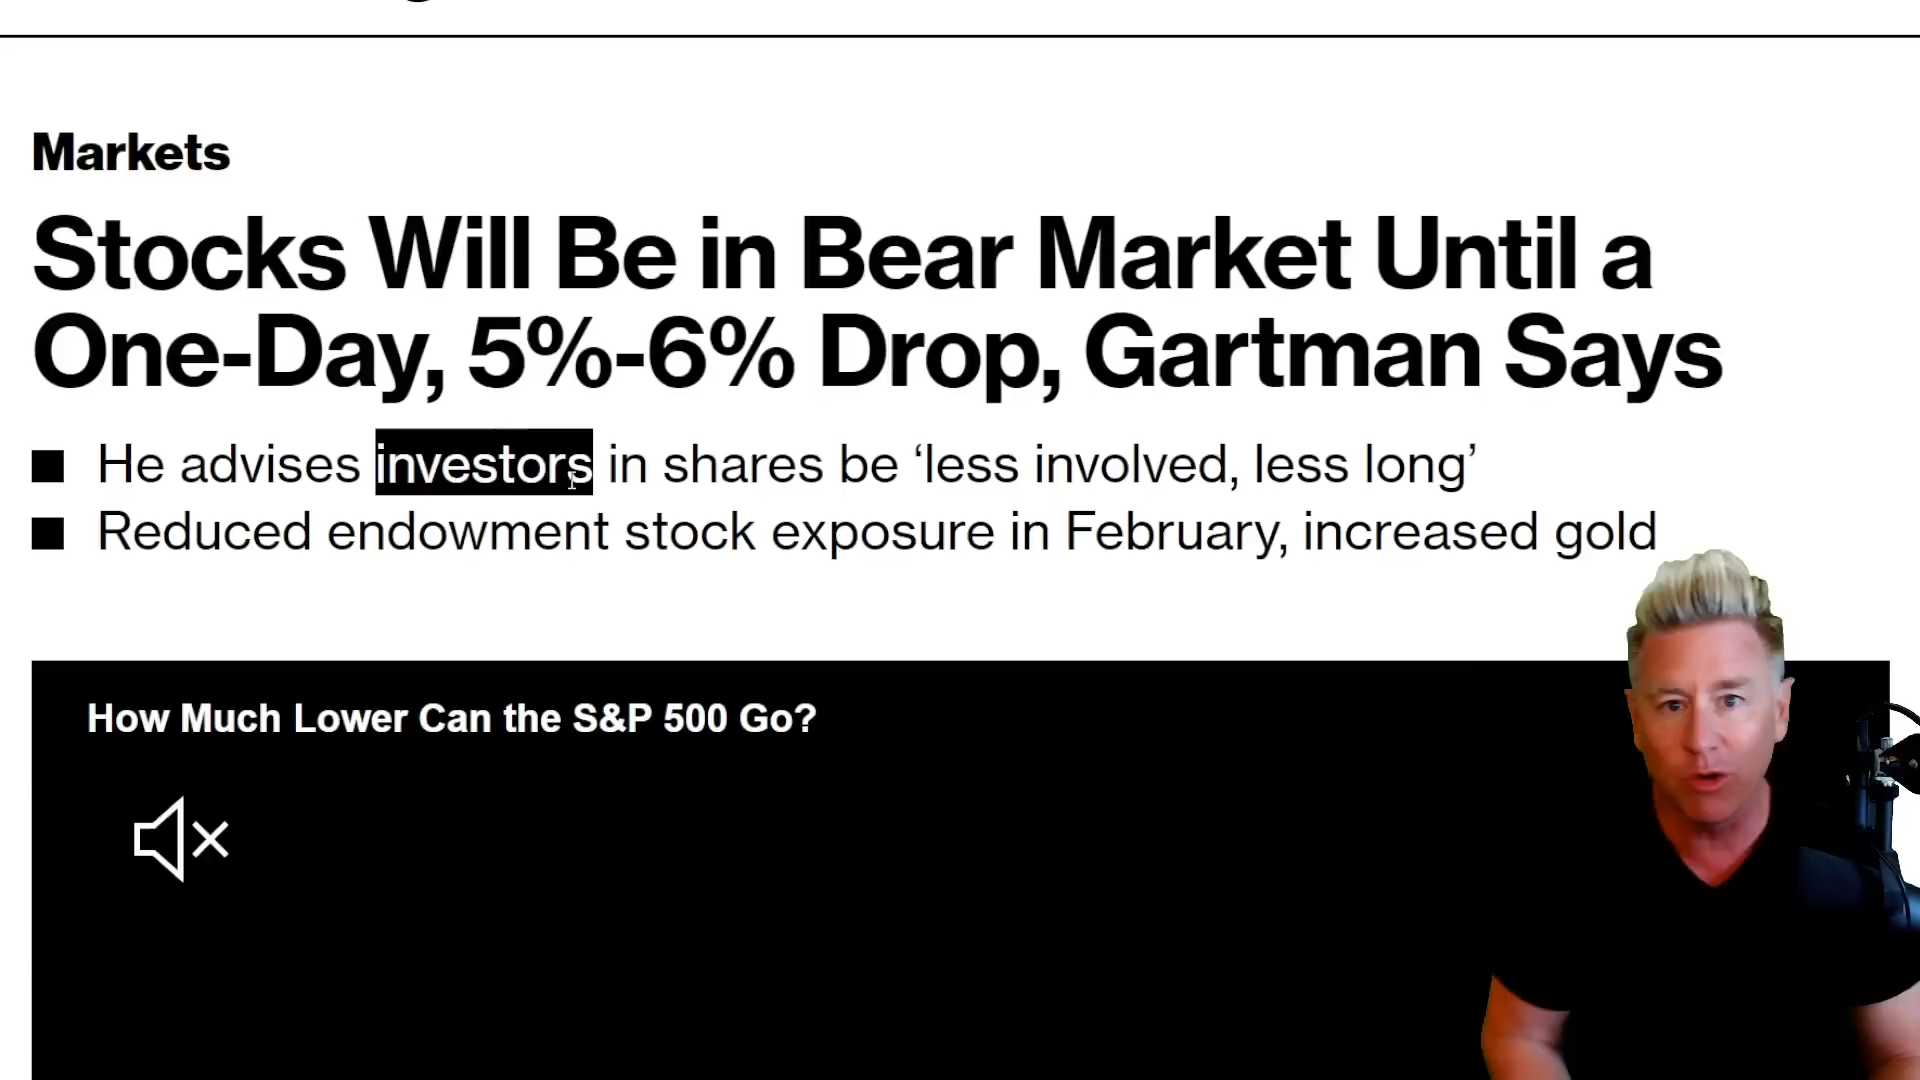 Markets
Stocks Will Be in Bear Market Until a
One-Day, 5%-6% Drop, Gartman Says
He advises investors in shares be ‘less involved, less long’
Reduced endowment stock exposure in February, increased gold
How Much Lower Can the S&P 500 Go?